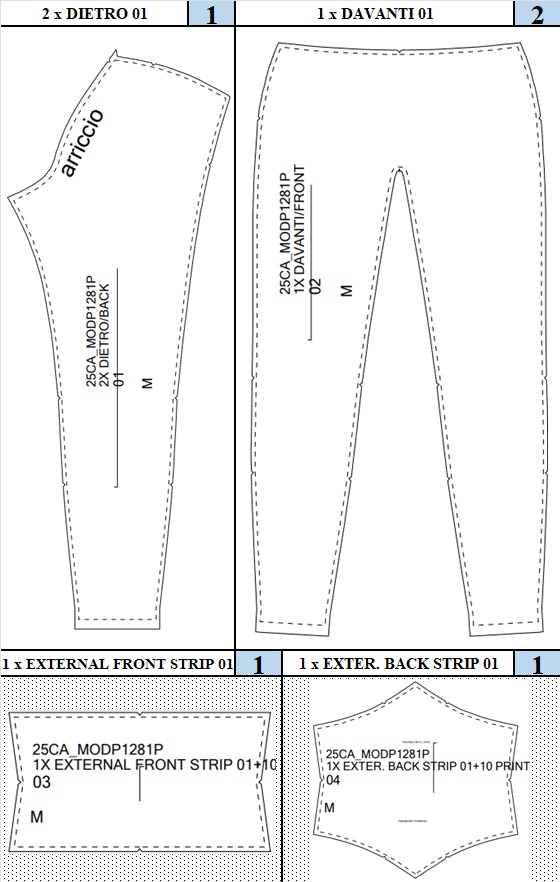 2 x DIETRO 01
1
1 x DAVANTI 01
2
arriccio
25CA_MODP1281P
2X DIETRO/BACK
01
M
25CA_MODP1281P
1X DAVANTI/FRONT
02
M
1 x EXTERNAL FRONT STRIP 01
1
1 x EXTER. BACK STRIP 01
1
25CA_MODP1281P
1X EXTERNAL FRONT STRIP 01+10
03
M
25CA_MODP1281P
1X EXTER. BACK STRIP 01+10 PRINT
04
M